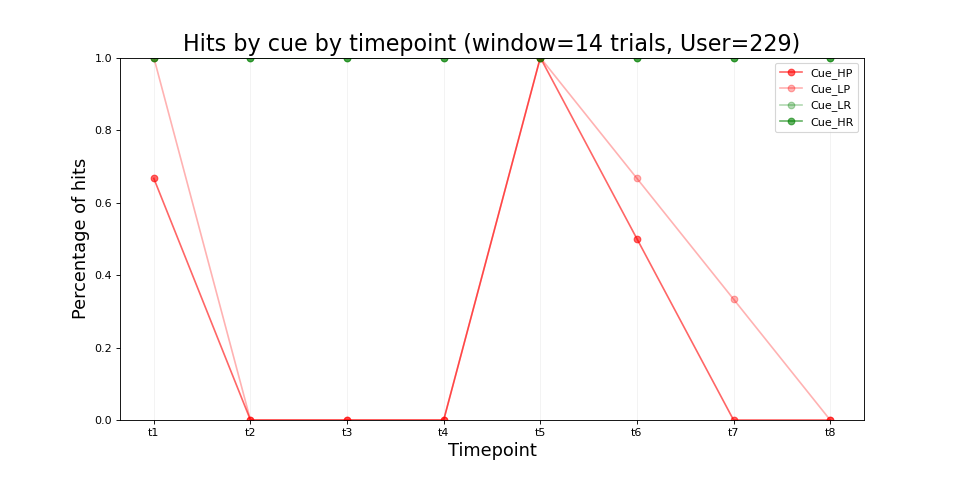 Hits by cue by timepoint (window=14 trials, User=229)
1.0
0.8
0.6
0.4
0.2
0.0
Percentage of hits
Cue_HP
Cue_LP
Cue_LR
Cue_HR
t1 t2 t3 t4 t5 t6 t7 t8
Timepoint